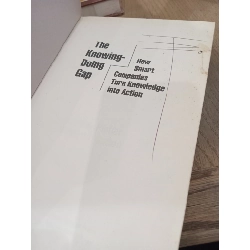 The
Knowing-
Doing
Gap
How
Smart
Companies
Turn Knowledge
into Action